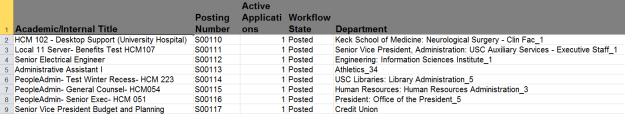 Academic/Internal Title Posting Number Active Applicati ons Workflow State Department
1
2 HCM 102 - Desktop Support (University Hospital) S00110 1 Posted Keck School of Medicine: Neurological Surgery - Clin Fac_1
3 Local 11 Server- Benefits Test HCM107 S00111 1 Posted Senior Vice President, Administration: USC Auxiliary Services - Executive Staff_1
4 Senior Electrical Engineer S00112 1 Posted Engineering: Information Sciences Institute_1
5 Administrative Assistant I S00113 1 Posted Athletics_34
6 PeopleAdmin- Test Winter Recess- HCM 223 S00114 1 Posted USC Libraries: Library Administration_5
7 PeopleAdmin- General Counsel- HCM054 S00115 1 Posted Human Resources: Human Resources Administration_3
8 PeopleAdmin- Senior Exec- HCM 051 S00116 1 Posted President: Office of the President_5
9 Senior Vice President Budget and Planning S00117 1 Posted Credit Union